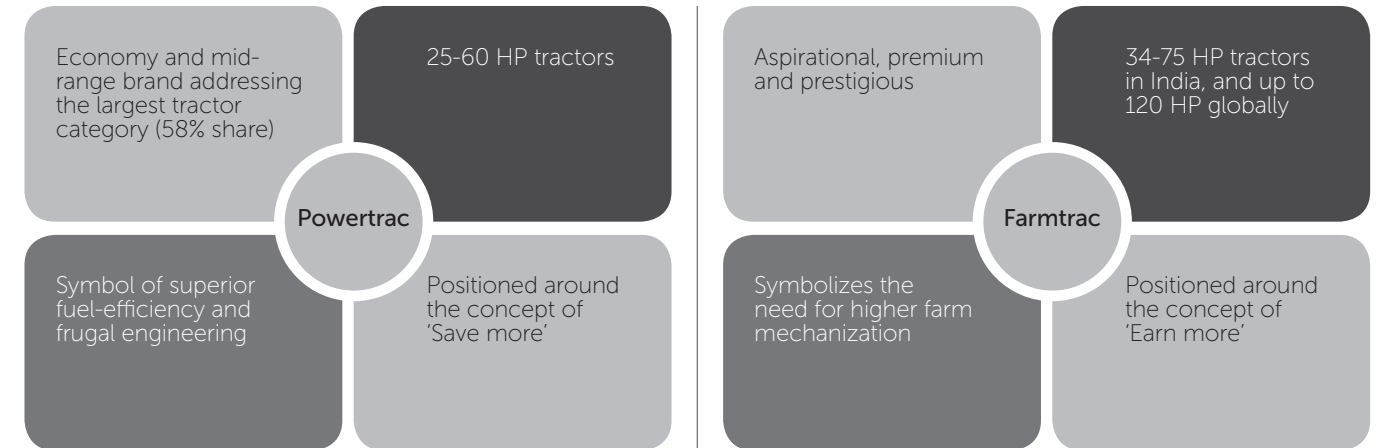 Economy and mid-
range brand addressing
the largest tractor
category (58% share)
25-60 HP tractors
Powertrac
Symbol of superior
fuel-efficiency and
frugal engineering
Positioned around
the concept of
‘Save more’
Aspirational, premium
and prestigious
34-75 HP tractors
in India, and up to
120 HP globally
Farmtrac
Symbolizes the
need for higher farm
mechanization
Positioned around
the concept of
‘Earn more’